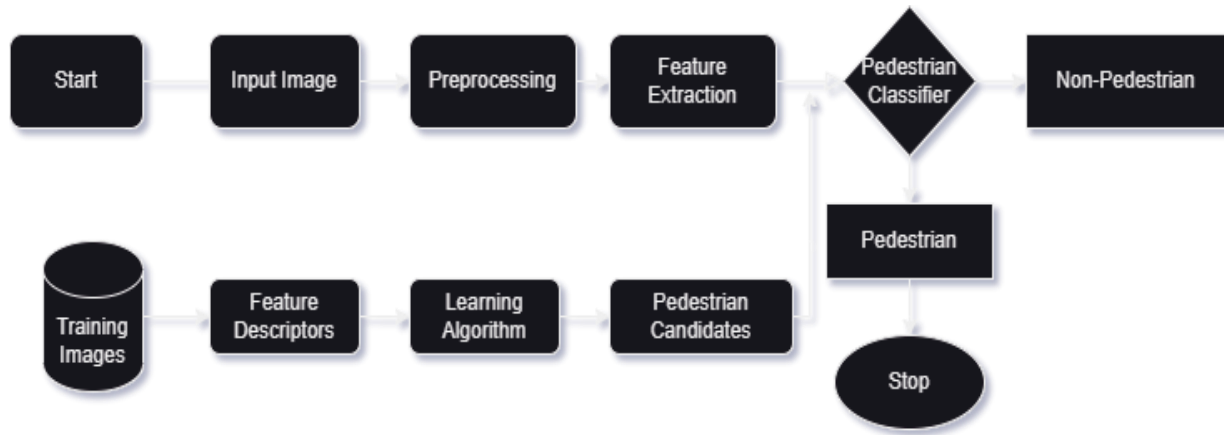 Start
Input Image
Preprocessing
Feature
Extraction
Pedestrian
Classifier
Non-Pedestrian
Pedestrian
Training
Images
Feature
Descriptors
Learning
Algorithm
Pedestrian
Candidates
Stop